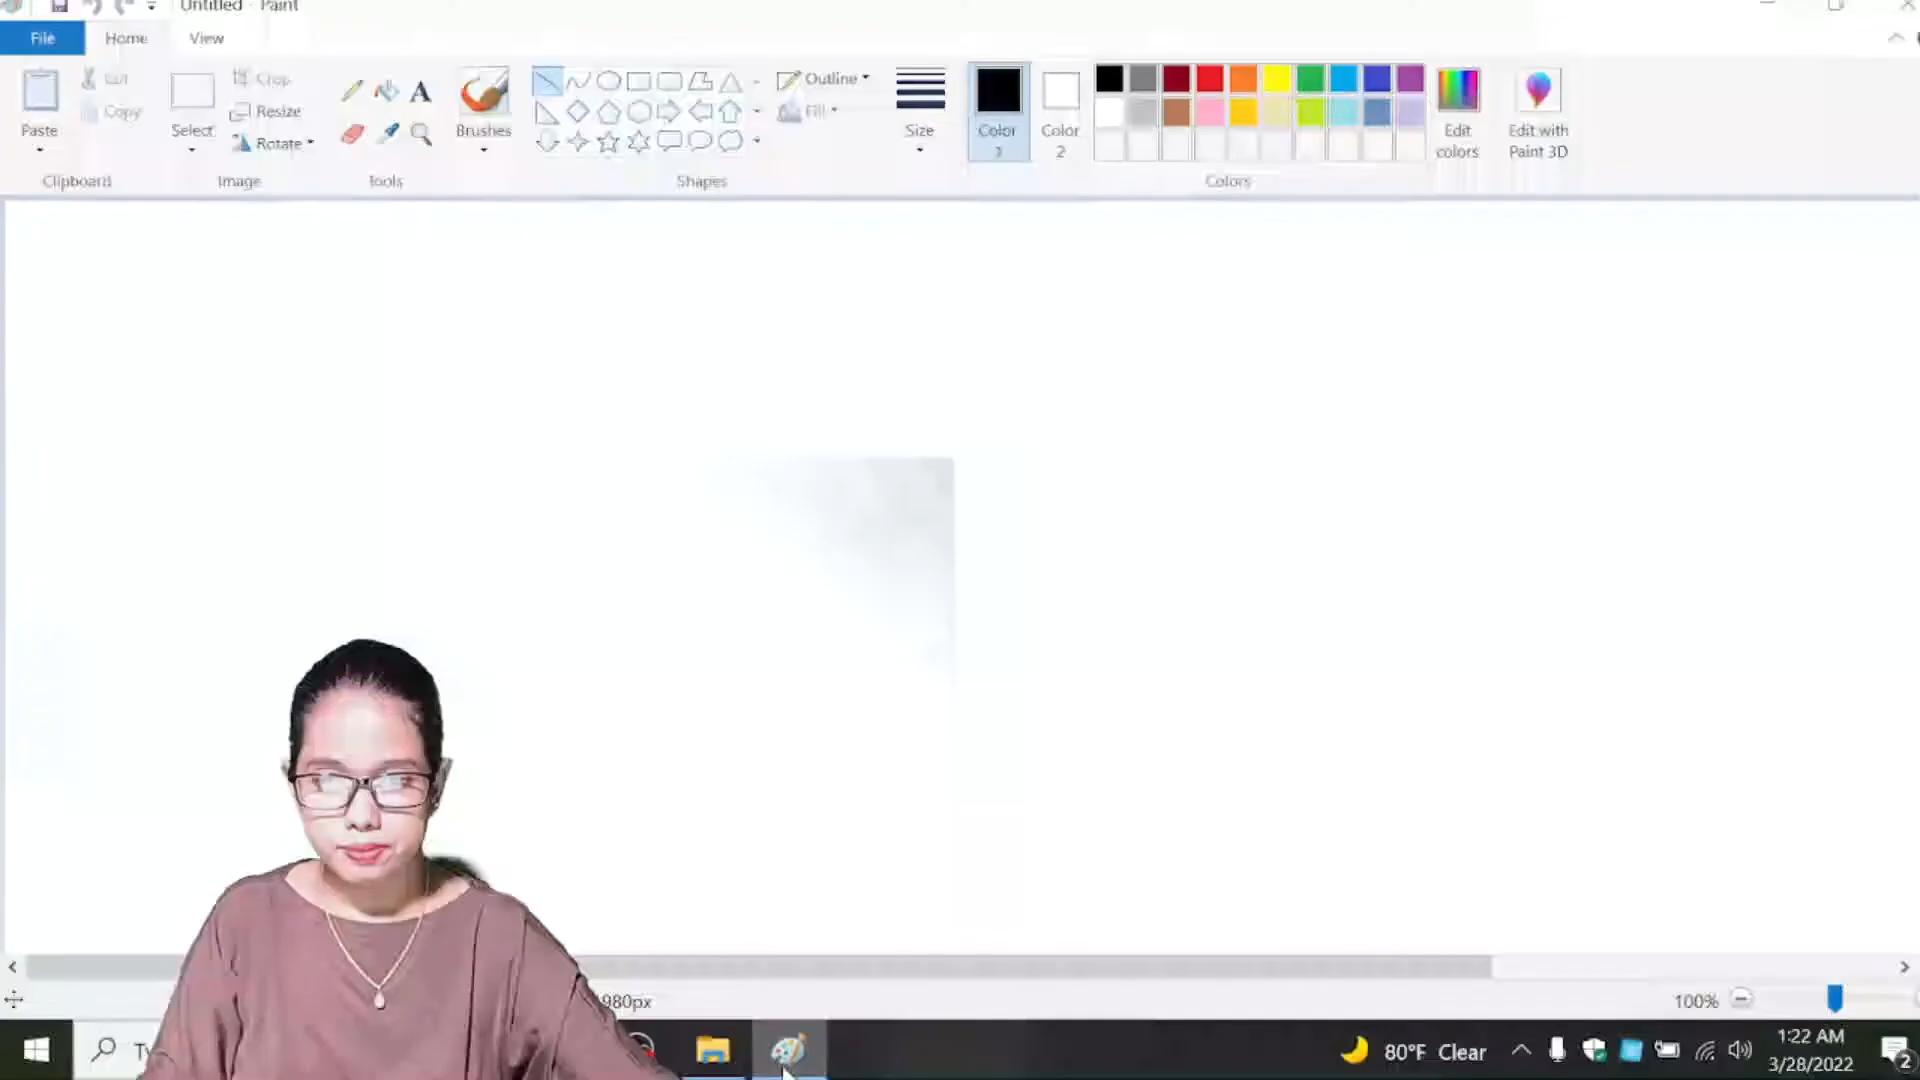 Untitled - Paint
File
Home
View
Paste
Cut
Copy
Clipboard
Select
Crop
Resize
Rotate
Image
Tools
Brushes
Shapes
Outline
Fill
Size
Color
1
Color
2
Colors
Edit
colors
Edit with
Paint 3D
980px
100%
80°F Clear
1:22 AM
3/28/2022
2